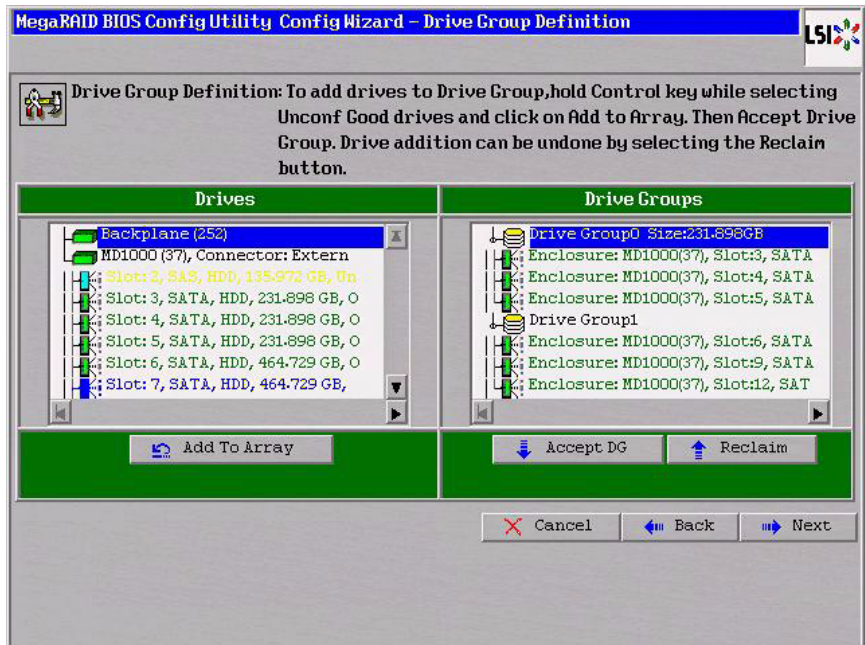 MegaRAID BIOS Config Utility Config Wizard – Drive Group Definition
LSI
Drive Group Definition: To add drives to Drive Group,hold Control key while selecting
Unconf Good drives and click on Add to Array. Then Accept Drive
Group. Drive addition can be undone by selecting the Reclaim
button.
Drives
Backplane (252)
MD1000 (37), Connector: Extern
Slot: 2, SAS, HDD, 135.972 GB, Un
Slot: 3, SATA, HDD, 231.898 GB, O
Slot: 4, SATA, HDD, 231.898 GB, O
Slot: 5, SATA, HDD, 231.898 GB, O
Slot: 6, SATA, HDD, 464.729 GB, O
Slot: 7, SATA, HDD, 464.729 GB,
Add To Array
Drive Groups
Drive Group0 Size:231.898GB
Enclosure: MD1000(37), Slot:3, SATA
Enclosure: MD1000(37), Slot:4, SATA
Enclosure: MD1000(37), Slot:5, SATA
Drive Group1
Enclosure: MD1000(37), Slot:6, SATA
Enclosure: MD1000(37), Slot:9, SATA
Enclosure: MD1000(37), Slot:12, SAT
Accept DG
Reclaim
Cancel
Back
Next